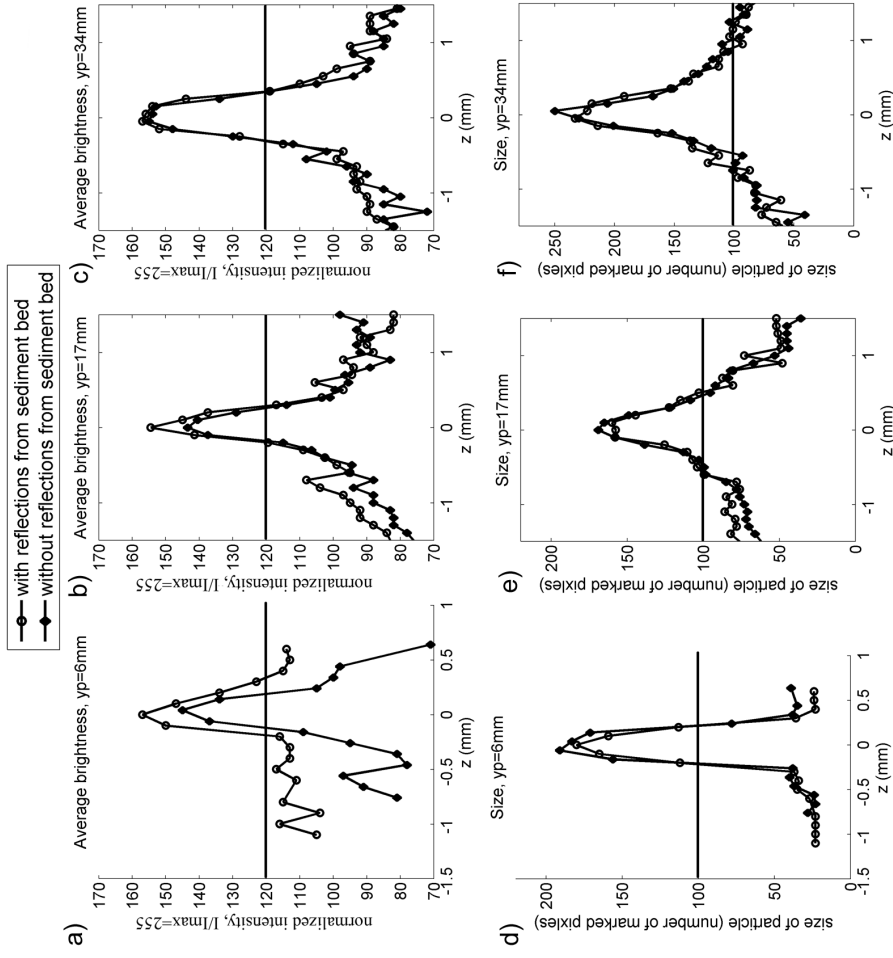 with reflections from sediment bed
without reflections from sediment bed
a)
Average brightness, yp=6mm
normalized intensity, I/Imax=255
170
160
150
140
130
120
110
100
90
80
70
-1.5
-1
-0.5
0
0.5
1
z (mm)
b)
Average brightness, yp=17mm
normalized intensity, I/Imax=255
170
160
150
140
130
120
110
100
90
80
70
-1
0
1
z (mm)
c)
Average brightness, yp=34mm
normalized intensity, I/Imax=255
170
160
150
140
130
120
110
100
90
80
70
-1
0
1
z (mm)
d)
Size, yp=6mm
size of particle (number of marked pixles)
200
150
100
50
0
-1.5
-1
-0.5
0
0.5
1
z (mm)
e)
Size, yp=17mm
size of particle (number of marked pixles)
200
150
100
50
0
-1
0
1
z (mm)
f)
Size, yp=34mm
size of particle (number of marked pixles)
250
200
150
100
50
0
-1
0
1
z (mm)